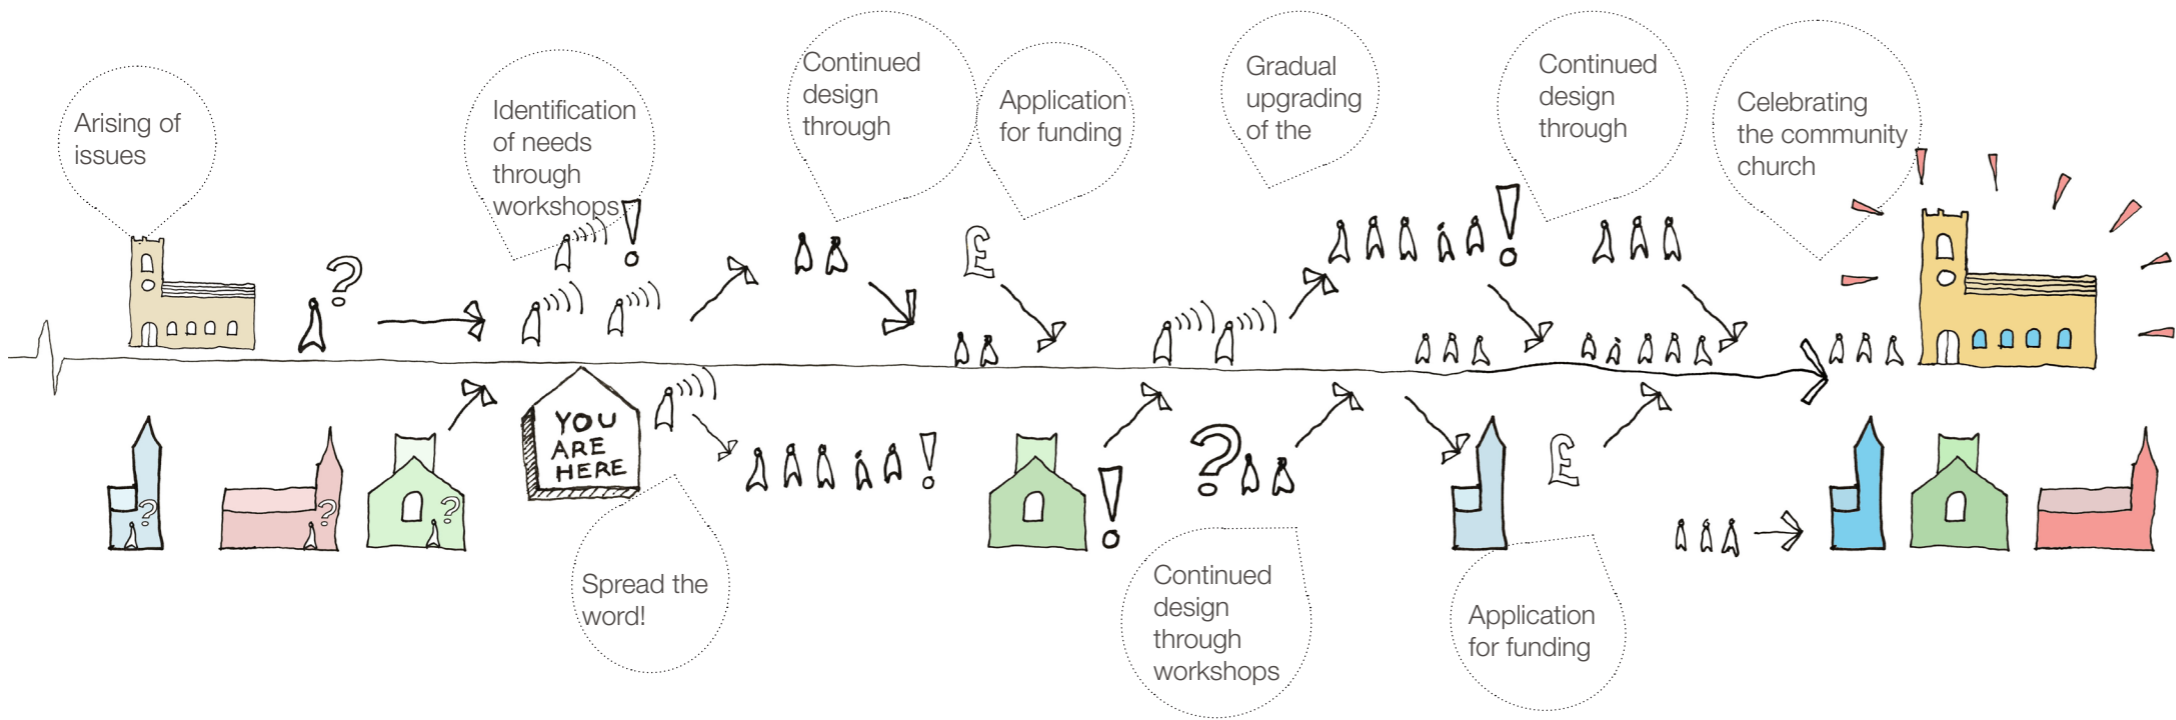 Arising of
issues
?
Identification
of needs
through
workshops
!
Continued
design
through
Application
for funding
£
Gradual
upgrading
of the
!
Continued
design
through
Celebrating
the community
church
?
?
?
YOU
ARE
HERE
Spread the
word!
!
!
?
Continued
design
through
workshops
Application
for funding
£